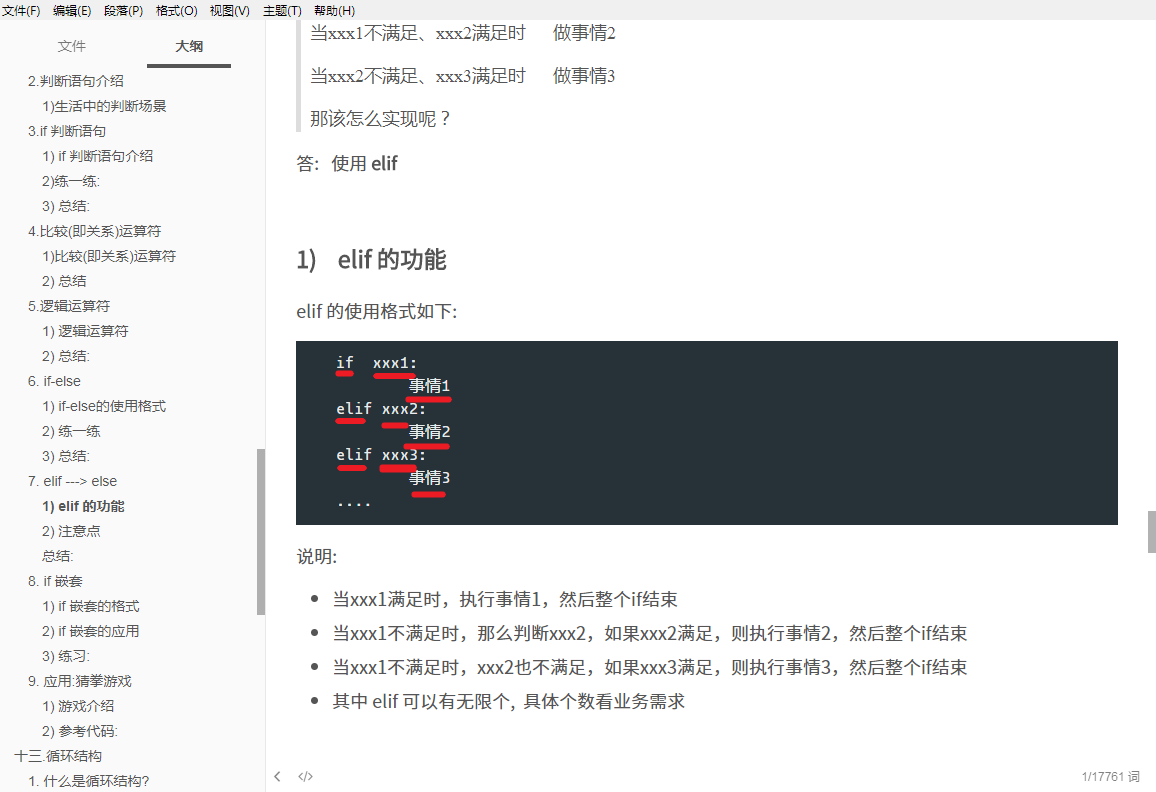 文件(F) 编辑(E) 段落(P) 格式(O) 视图(V) 主题(T) 帮助(H)
文件 大纲
2.判断语句介绍
1)生活中的判断场景
3.if 判断语句
1) if 判断语句介绍
2)练一练:
3) 总结:
4.比较(即关系)运算符
1)比较(即关系)运算符
2) 总结
5.逻辑运算符
1) 逻辑运算符
2) 总结:
6. if-else
1) if-else的使用格式
2) 练一练
3) 总结:
7. elif ---> else
1) elif 的功能
2) 注意点
总结:
8. if 嵌套
1) if 嵌套的格式
2) if 嵌套的应用
3) 练习:
9. 应用:猜拳游戏
1) 游戏介绍
2) 参考代码:
十三.循环结构
1. 什么是循环结构?
当xxx1不满足、xxx2满足时 做事情2
当xxx2不满足、xxx3满足时 做事情3
那该怎么实现呢？
答: 使用 elif
1) elif 的功能
elif 的使用格式如下:
if xxx1:
事情1
elif xxx2:
事情2
elif xxx3:
事情3
....
说明:
• 当xxx1满足时，执行事情1，然后整个if结束
• 当xxx1不满足时，那么判断xxx2，如果xxx2满足，则执行事情2，然后整个if结束
• 当xxx1不满足时，xxx2也不满足，如果xxx3满足，则执行事情3，然后整个if结束
• 其中 elif 可以有无限个, 具体个数看业务需求
</> 1/17761 词